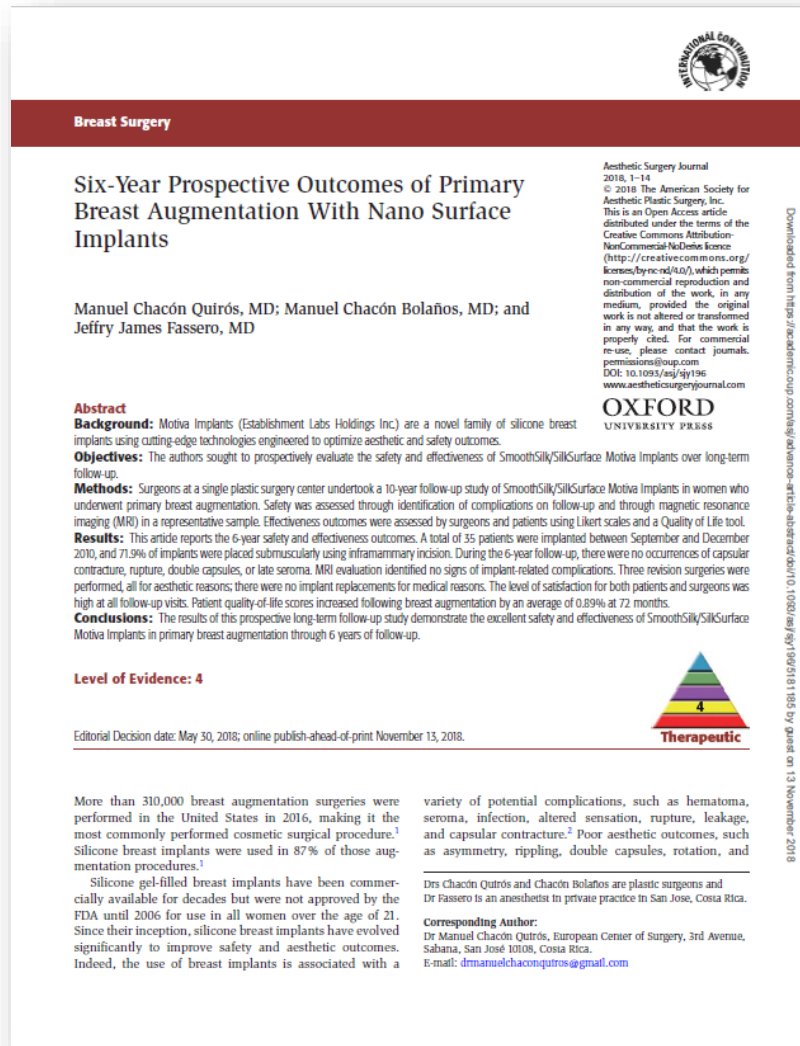 INTERNATIONAL CONTRIBUTION
Breast Surgery
Six-Year Prospective Outcomes of Primary
Breast Augmentation With Nano Surface
Implants
Manuel Chacón Quirós, MD; Manuel Chacón Bolaños, MD; and
Jeffry James Fassero, MD
Aesthetic Surgery Journal
2018, 1–14
© 2018 The American Society for
Aesthetic Plastic Surgery, Inc.
This is an Open Access article
distributed under the terms of the
Creative Commons Attribution-
NonCommercial-NoDerivs licence
(http://creativecommons.org/
licenses/by-nc-nd/4.0/), which permits
non-commercial reproduction and
distribution of the work, in any
medium, provided the original
work is not altered or transformed
in any way, and that the work is
properly cited. For commercial
re-use, please contact journals.
permissions@oup.com
DOI: 10.1093/asj/sjy196
www.aestheticsurgeryjournal.com
OXFORD
UNIVERSITY PRESS
Abstract
Background: Motiva Implants (Establishment Labs Holdings Inc.) are a novel family of silicone breast
implants using cutting-edge technologies engineered to optimize aesthetic and safety outcomes.
Objectives: The authors sought to prospectively evaluate the safety and effectiveness of SmoothSilk/SilkSurface Motiva Implants over long-term
follow-up.
Methods: Surgeons at a single plastic surgery center undertook a 10-year follow-up study of SmoothSilk/SilkSurface Motiva Implants in women who
underwent primary breast augmentation. Safety was assessed through identification of complications on follow-up and through magnetic resonance
imaging (MRI) in a representative sample. Effectiveness outcomes were assessed by surgeons and patients using Likert scales and a Quality of Life tool.
Results: This article reports the 6-year safety and effectiveness outcomes. A total of 35 patients were implanted between September and December
2010, and 71.9% of implants were placed submuscularly using inframammary incision. During the 6-year follow-up, there were no occurrences of capsular
contracture, rupture, double capsules, or late seroma. MRI evaluation identified no signs of implant-related complications. Three revision surgeries were
performed, all for aesthetic reasons; there were no implant replacements for medical reasons. The level of satisfaction for both patients and surgeons was
high at all follow-up visits. Patient quality-of-life scores increased following breast augmentation by an average of 0.89% at 72 months.
Conclusions: The results of this prospective long-term follow-up study demonstrate the excellent safety and effectiveness of SmoothSilk/SilkSurface
Motiva Implants in primary breast augmentation through 6 years of follow-up.
Level of Evidence: 4
4
Therapeutic
Editorial Decision date: May 30, 2018; online publish-ahead-of-print November 13, 2018.
More than 310,000 breast augmentation surgeries were
performed in the United States in 2016, making it the
most commonly performed cosmetic surgical procedure.1
Silicone breast implants were used in 87% of those aug-
mentation procedures.1
Silicone gel-filled breast implants have been commer-
cially available for decades but were not approved by the
FDA until 2006 for use in all women over the age of 21.
Since their inception, silicone breast implants have evolved
significantly to improve safety and aesthetic outcomes.
Indeed, the use of breast implants is associated with a
variety of potential complications, such as hematoma,
seroma, infection, altered sensation, rupture, leakage,
and capsular contracture.2 Poor aesthetic outcomes, such
as asymmetry, rippling, double capsules, rotation, and
Drs Chacón Quirós and Chacón Bolaños are plastic surgeons and
Dr Fassero is an anesthetist in private practice in San Jose, Costa Rica.
Corresponding Author:
Dr Manuel Chacón Quirós, European Center of Surgery, 3rd Avenue,
Sabana, San José 10108, Costa Rica.
E-mail: drmanuelchaconquiros@gmail.com
Downloaded from https://academic.oup.com/asj/advance-article-abstract/doi/10.1093/asj/sjy196/5181185 by guest on 13 November 2018